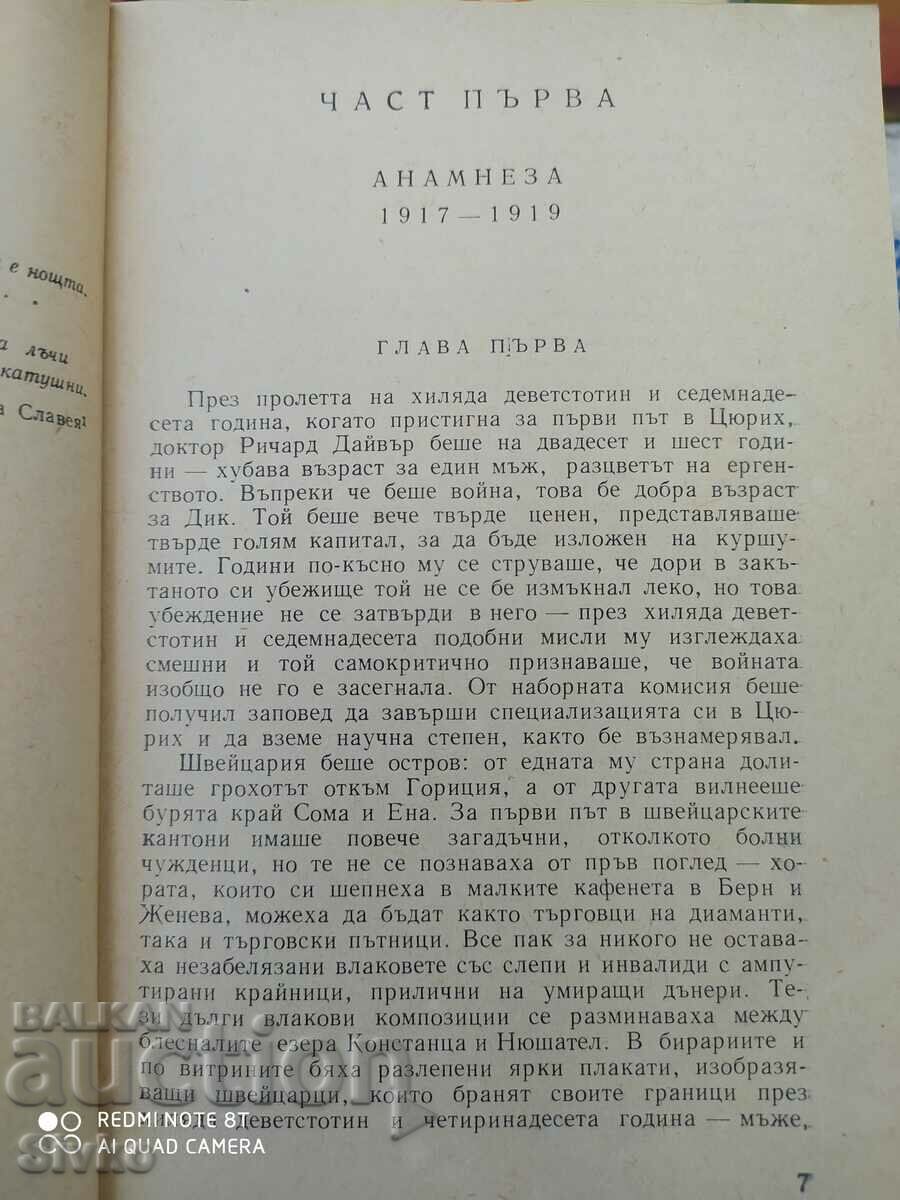 е нощта,
лъчи
катушни.
Славея¹
ЧАСТ ПЪРВА
АНАМНЕЗА
1917—1919
ГЛАВА ПЪРВА
През пролетта на хиляда деветстотин и седемнаде-
сета година, когато пристигна за първи път в Цюрих,
доктор Ричард Дайвър беше на двадесет и шест годи-
ни — хубава възраст за един мъж, разцветът на ерген-
ството. Въпреки че беше война, това бе добра възраст
за Дик. Той беше вече твърде ценен, представляваше
твърде голям капитал, за да бъде изложен на куршу-
мите. Години по-късно му се струваше, че дори в закъ-
таното си убежище той не се бе измъкнал леко, но това
убеждение не се затвърди в него — през хиляда девет-
стотин и седемнадесета подобни мисли му изглеждаха
смешни и той самокритично признаваше, че войната
изобщо не го е засегнала. От наборната комисия беше
получил заповед да завърши специализацията си в Цю-
рих и да вземе научна степен, както бе възнамерявал.
Швейцария беше остров: от едната му страна доли-
таше грохотът откъм Гориция, а от другата вилнееше
бурята край Сома и Ена. За първи път в швейцарските
кантони имаше повече загадъчни, отколкото болни
чужденци, но те не се познаваха от пръв поглед — хо-
рата, които си шепнеха в малките кафенета в Берн и
Женева, можеха да бъдат както търговци на диаманти,
така и търговски пътници. Все пак за никого не остава-
ха незабелязани влаковете със слепи и инвалиди с ампу-
тирани крайници, прилични на умиращи дънери. Те-
зи дълги влакови композиции се разминаваха между
блесналите езера Констанца и Нюшател. В бирариите и
по витрините бяха разлепени ярки плакати, изобразя-
ващи швейцарци, които бранят своите граници през
хиляда деветстотин и четиринадесета година — мъже,
7
BALKAN
auction
REDMI NOTE 8T
AI QUAD CAMERA
Sivko